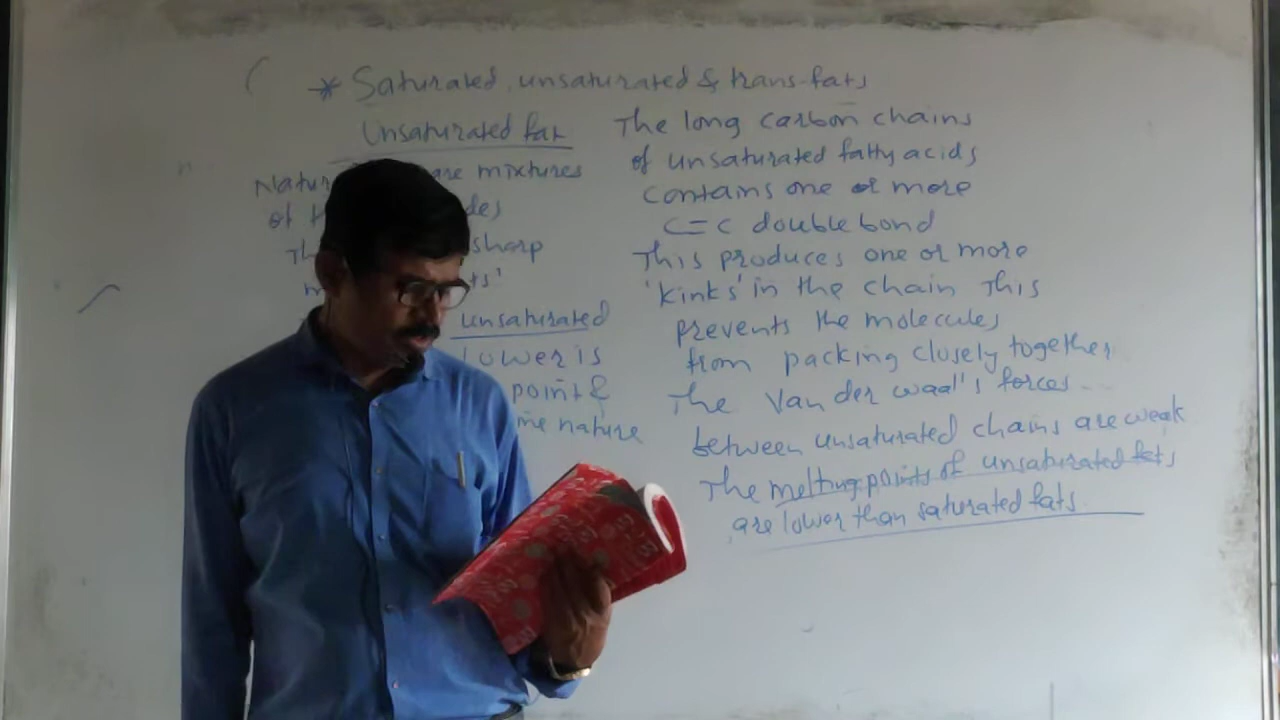 * Saturated, unsaturated & trans-fats
Unsaturated fat
are mixtures
of
sharp
unsaturated
lower is
point &
nature
The long carbon chains
of unsaturated fatty acids
contains one or more
C=C double bond
This produces one or more
'kinks' in the chain This
prevents the molecules
from packing closely together
The Van der waal's forces
between unsaturated chains are weak
The melting points of unsaturated fats
are lower than saturated fats.